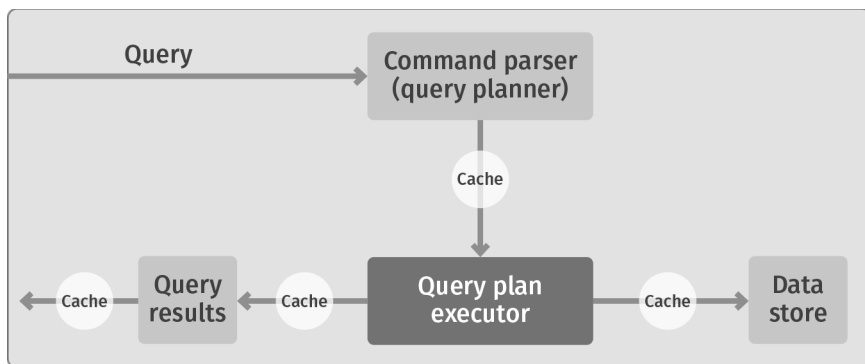 Query
Command parser
(query planner)
Cache
Cache
Query
results
Cache
Query plan
executor
Cache
Data
store